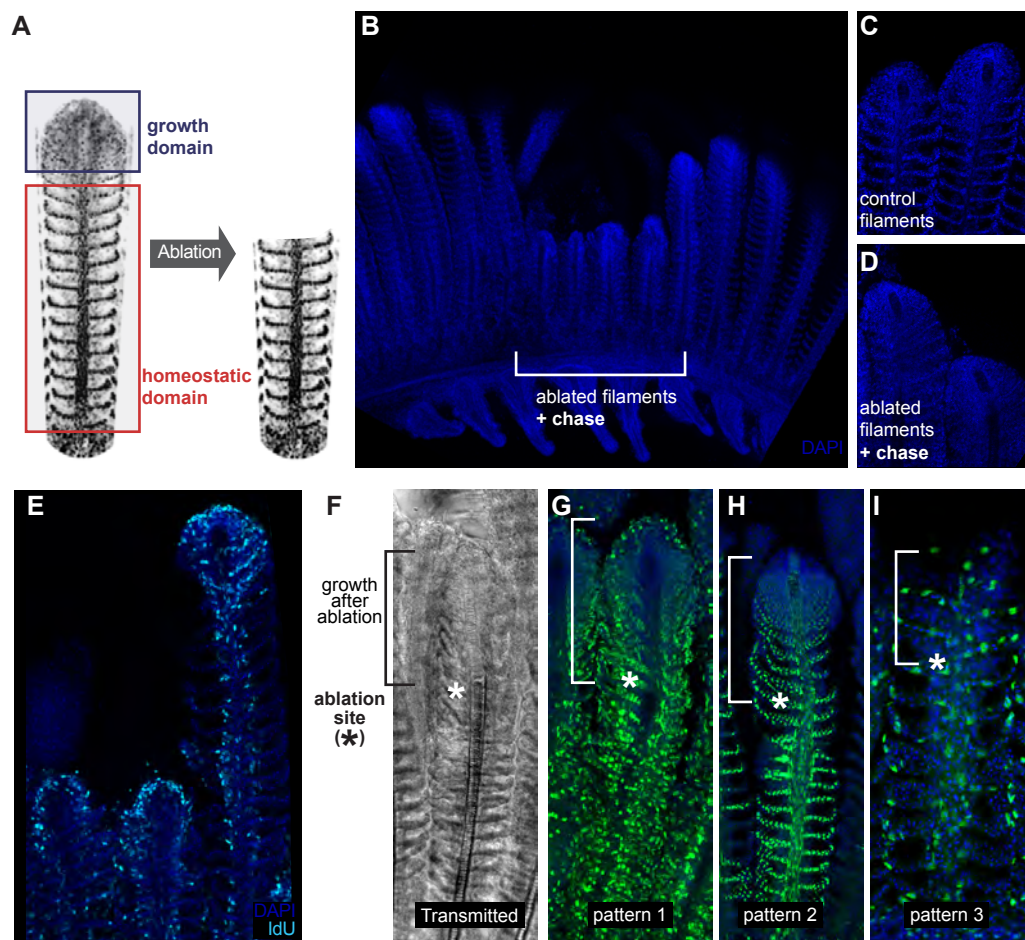 A
growth
domain
Ablation
homeostatic
domain
B
ablated filaments
+ chase
DAPI
C
control
filaments
D
ablated
filaments
+ chase
E
DAPI
IdU
F
growth
after
ablation
ablation
site
(*)
*
Transmitted
G
*
pattern 1
H
*
pattern 2
I
*
pattern 3